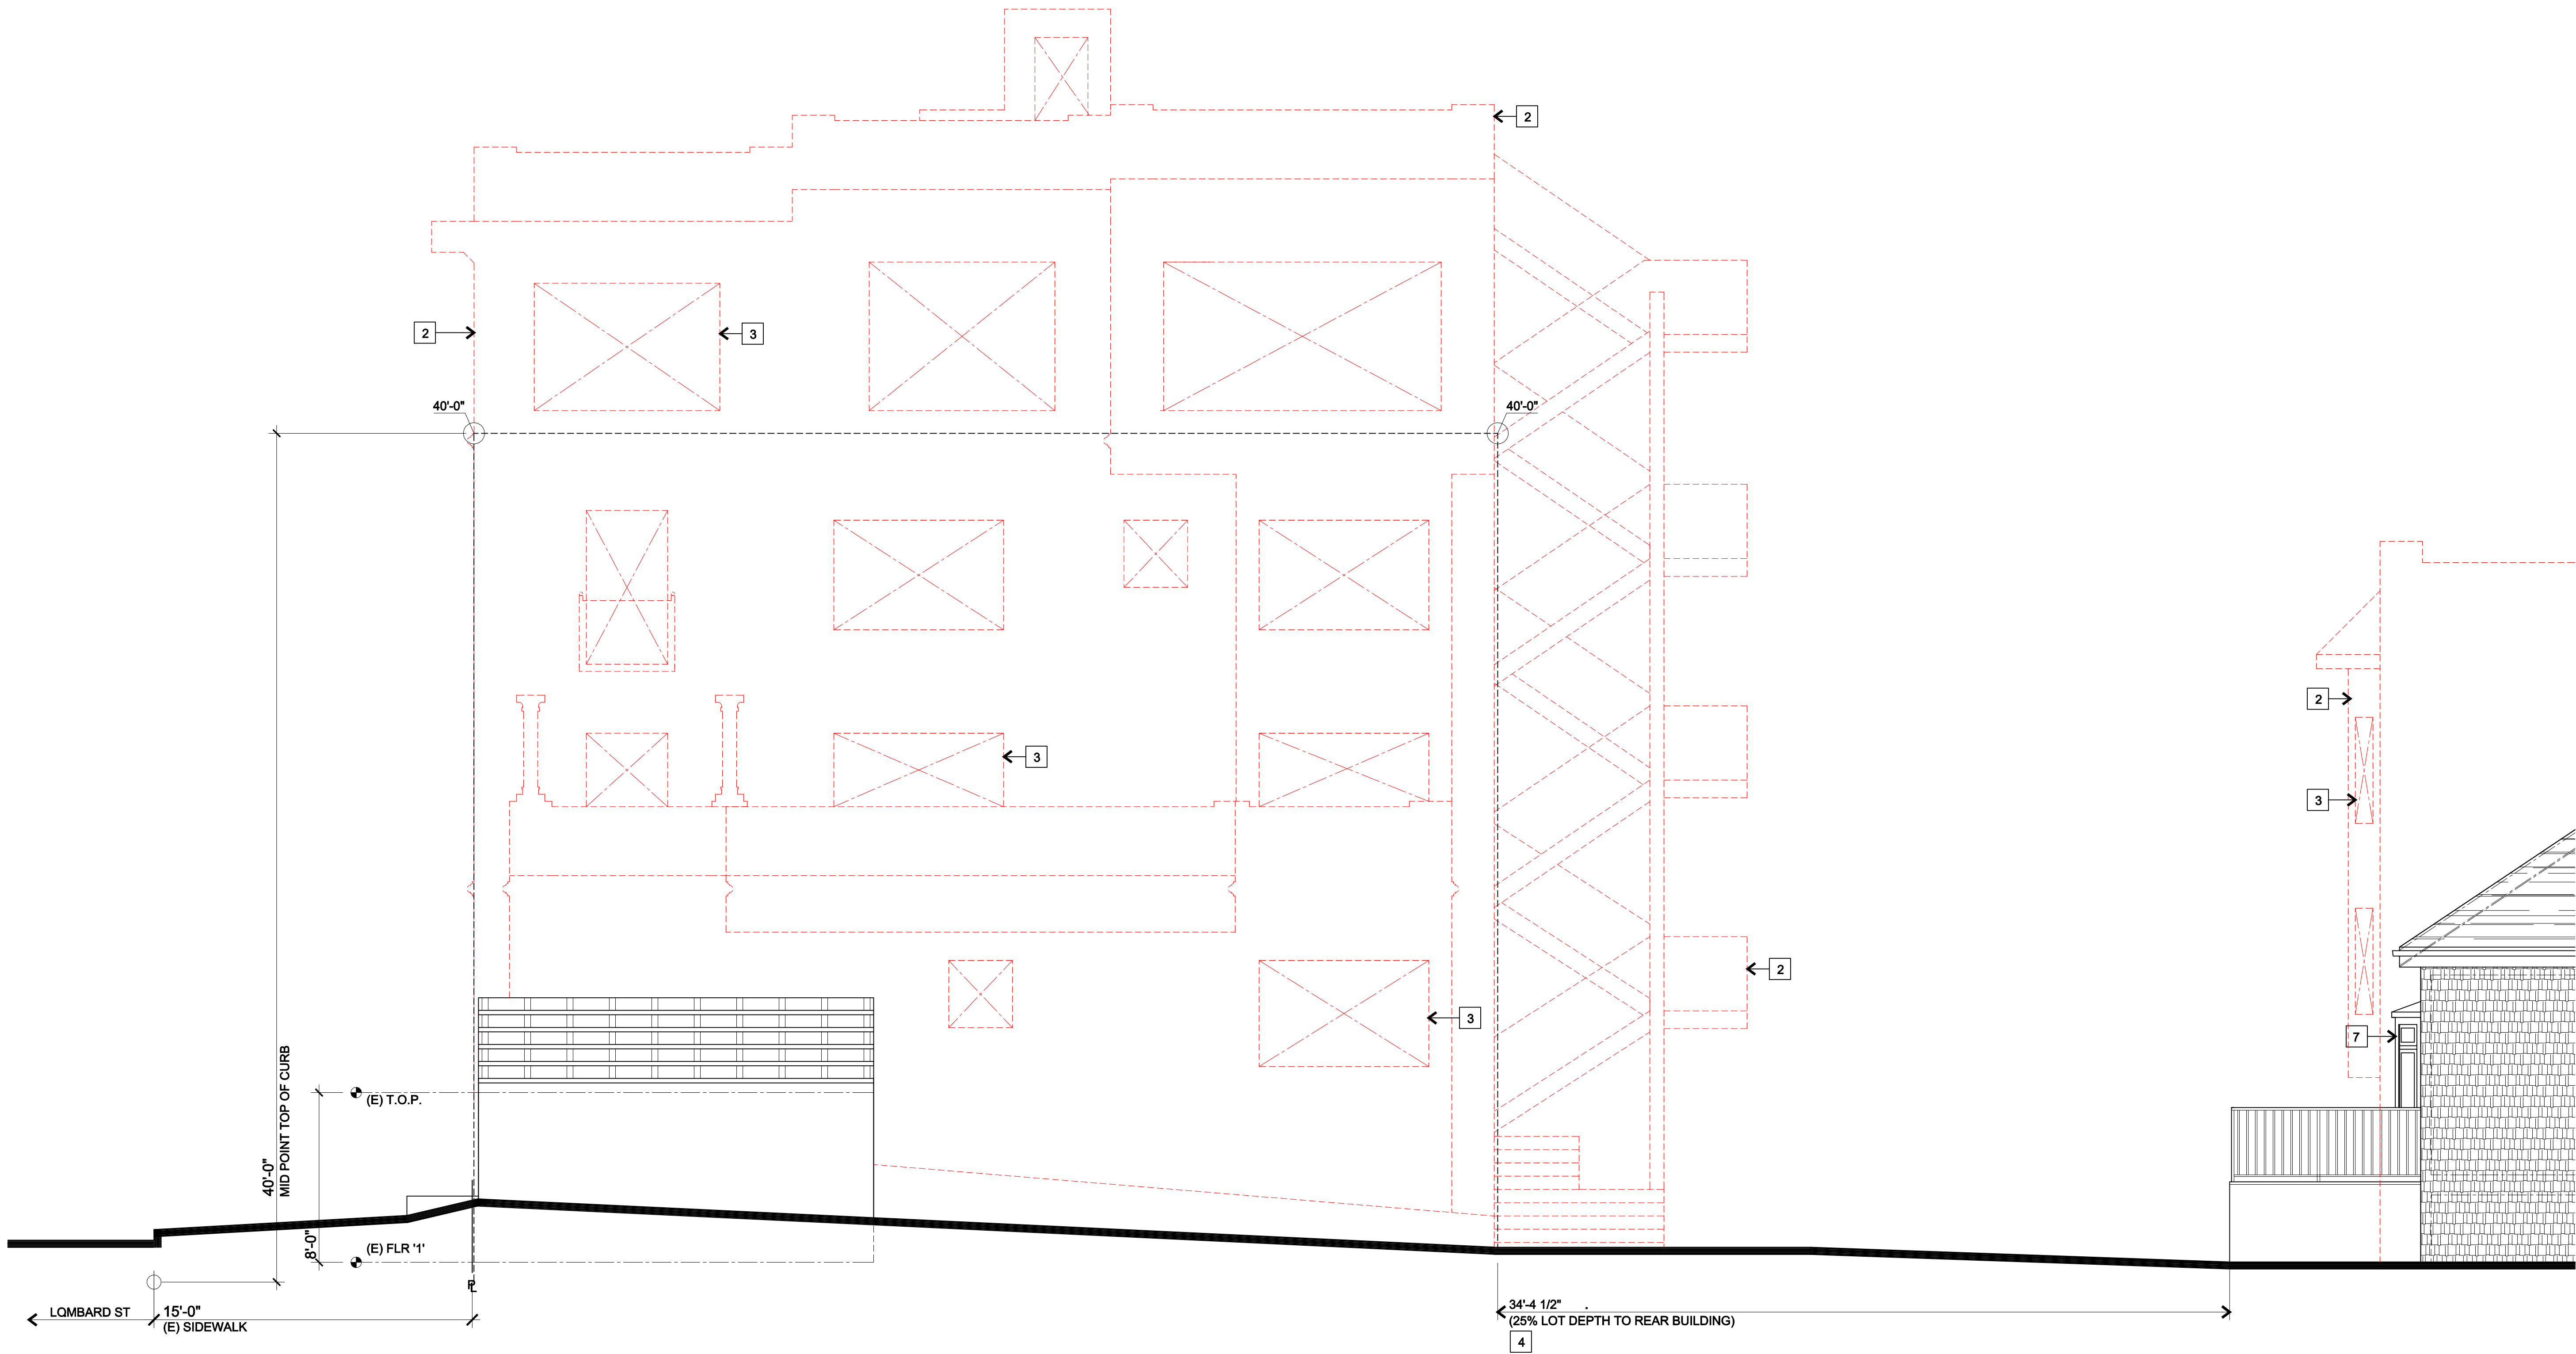 2
2
3
40'-0"
40'-0"
2
3
3
2
3
7
40'-0"
MID POINT TOP OF CURB
8'-0"
(E) T.O.P.
(E) FLR '1'
PL
LOMBARD ST
15'-0"
(E) SIDEWALK
34'-4 1/2"
(25% LOT DEPTH TO REAR BUILDING)
4